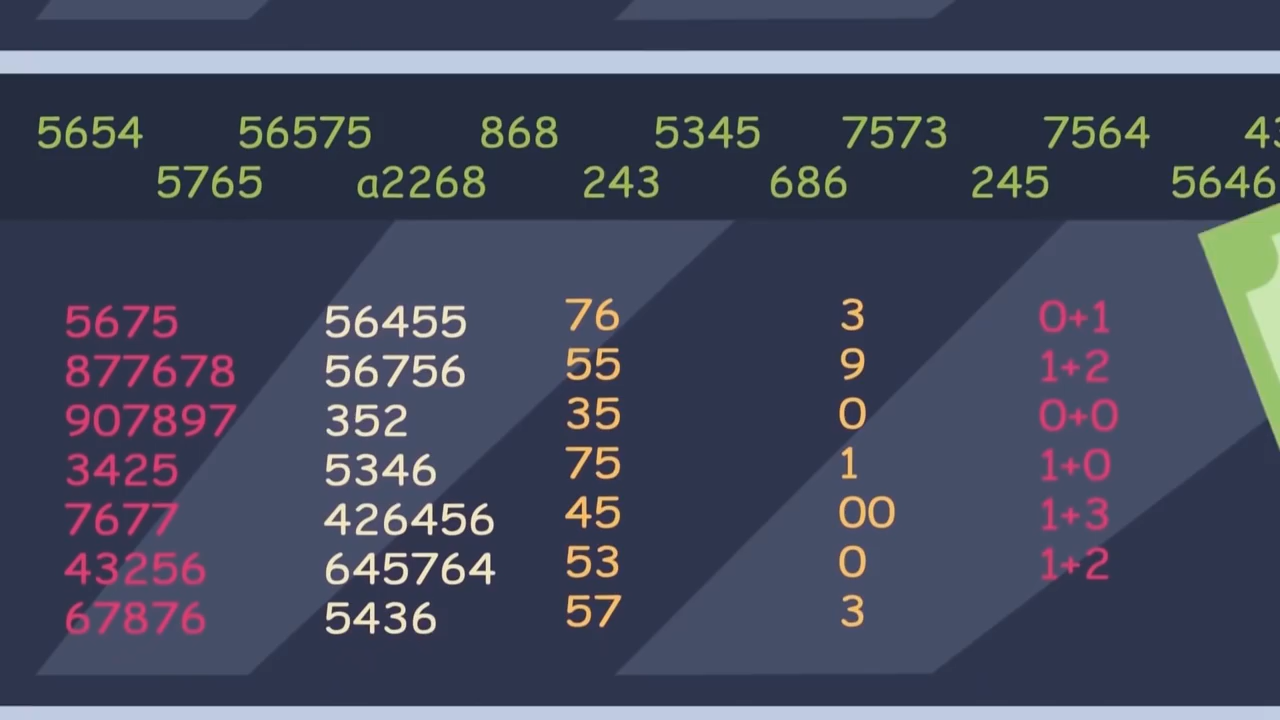 5654 56575 868 5345 7573 7564
5765 a2268 243 686 245 5646
5675 56455 76 3 0+1
877678 56756 55 9 1+2
907897 352 35 0 0+0
3425 5346 75 1 1+0
7677 426456 45 00 1+3
43256 645764 53 0 1+2
67876 5436 57 3